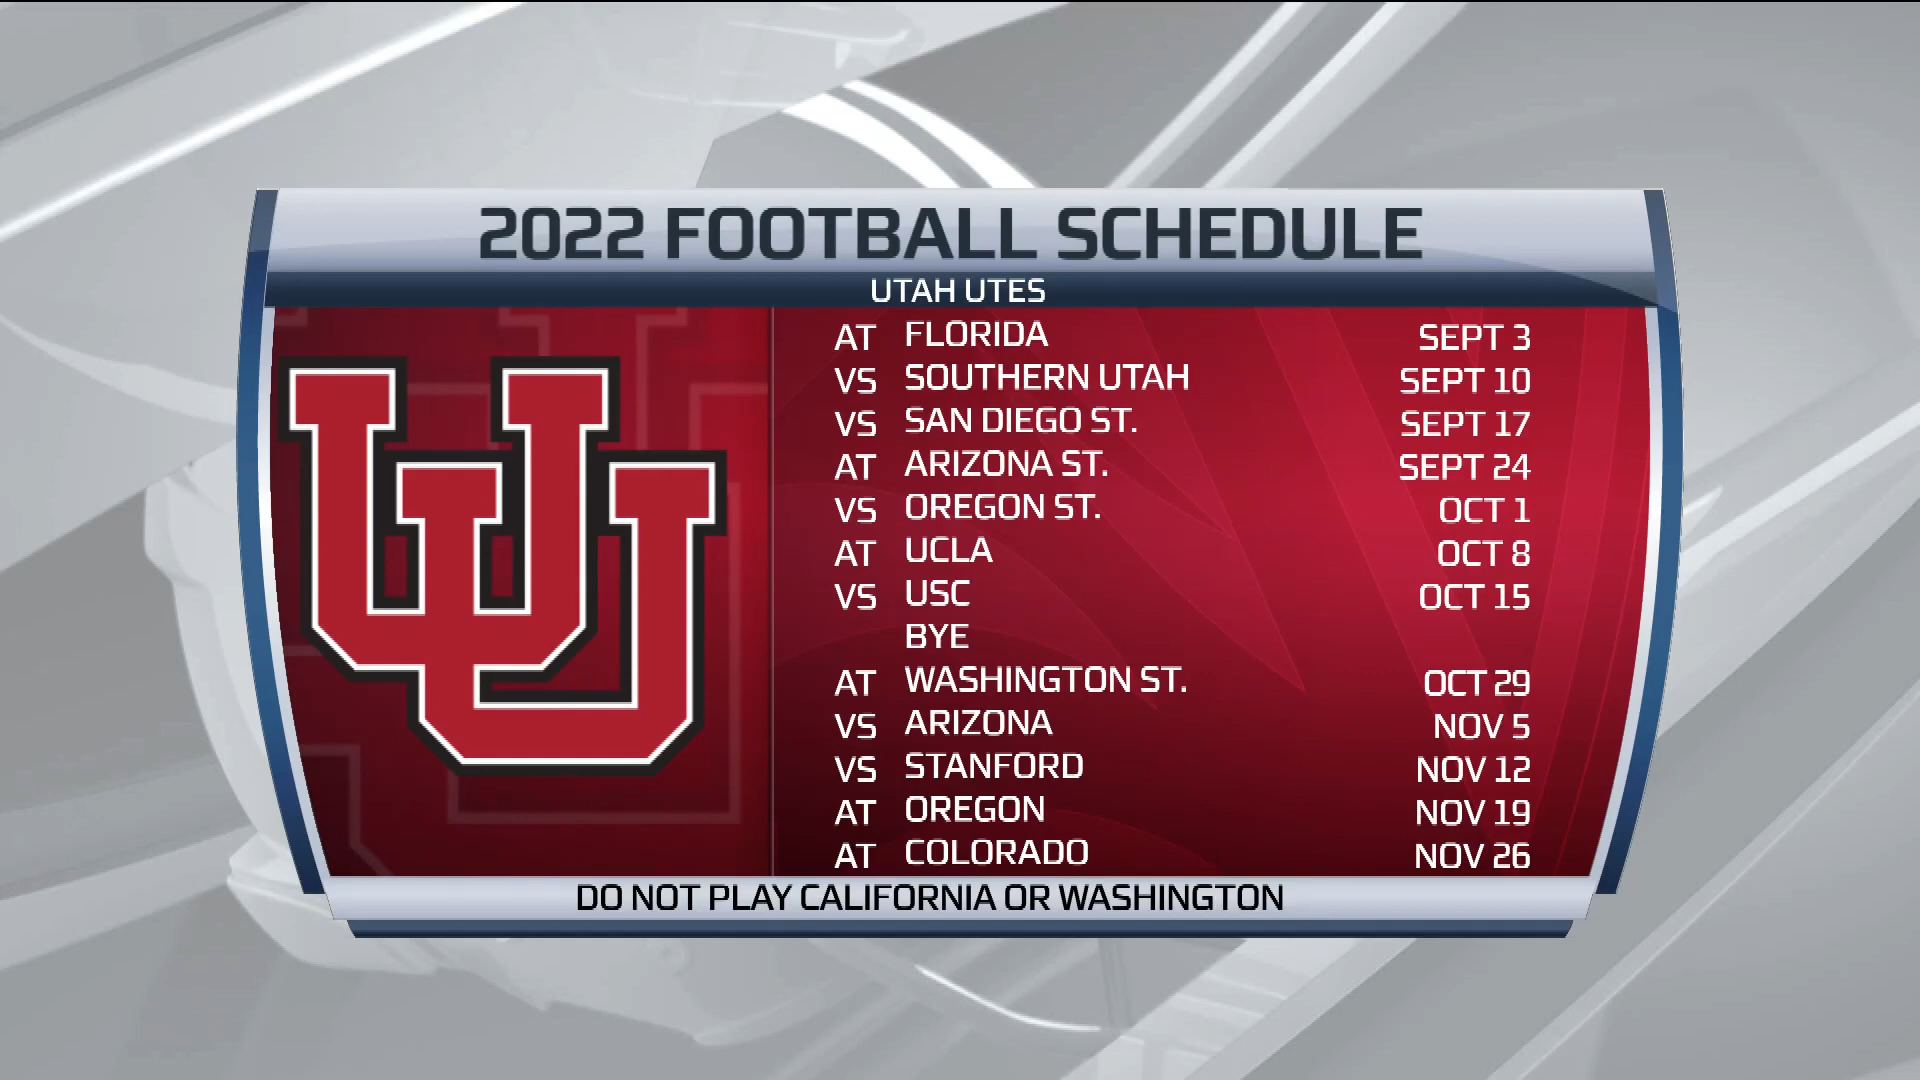 2022 FOOTBALL SCHEDULE
UTAH UTES
AT FLORIDA SEPT 3
VS SOUTHERN UTAH SEPT 10
VS SAN DIEGO ST. SEPT 17
AT ARIZONA ST. SEPT 24
VS OREGON ST. OCT 1
AT UCLA OCT 8
VS USC OCT 15
BYE
AT WASHINGTON ST. OCT 29
VS ARIZONA NOV 5
VS STANFORD NOV 12
AT OREGON NOV 19
AT COLORADO NOV 26
DO NOT PLAY CALIFORNIA OR WASHINGTON
UU